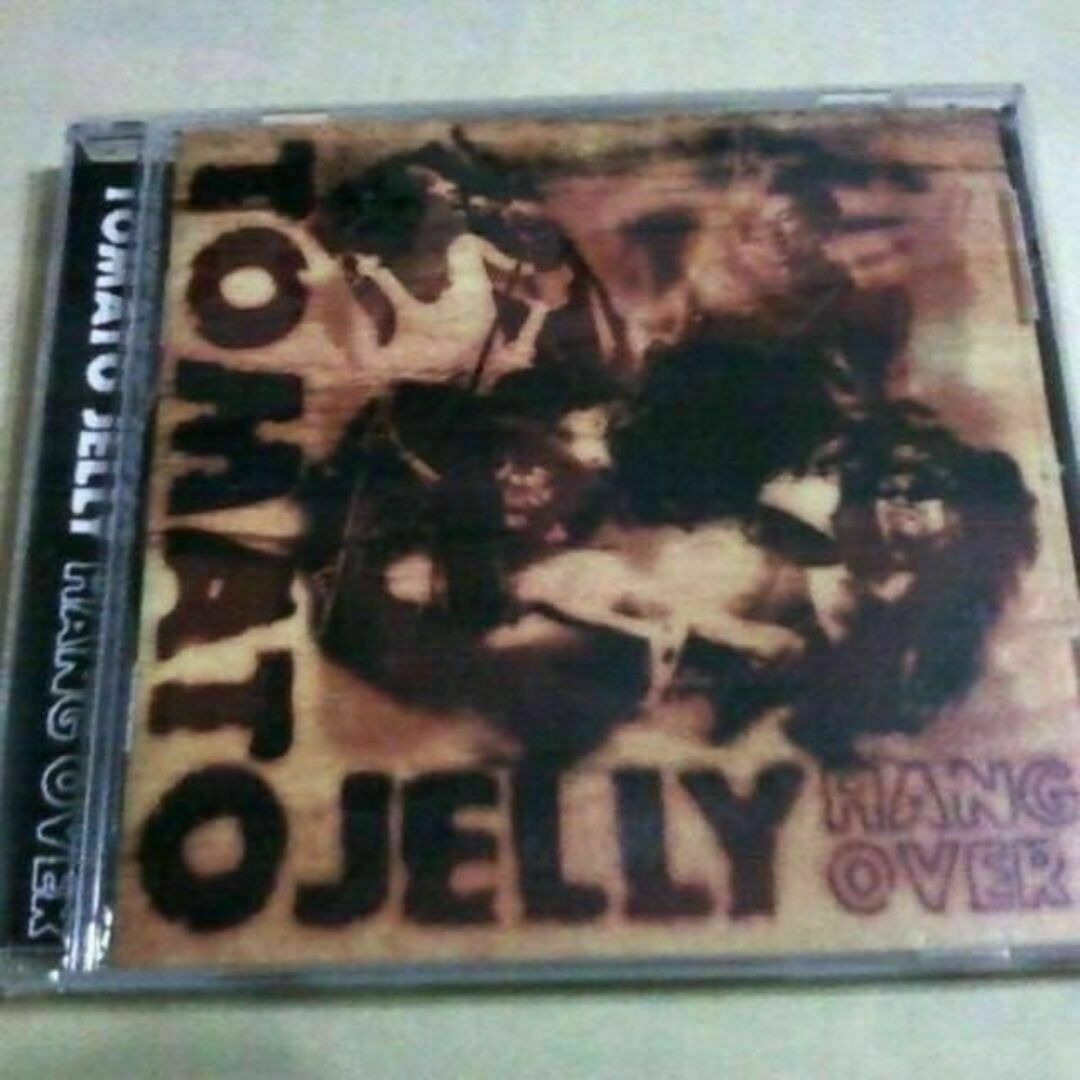 TOMATO JELLY HANG OVER
TOMATO
JELLY
HANG
OVER